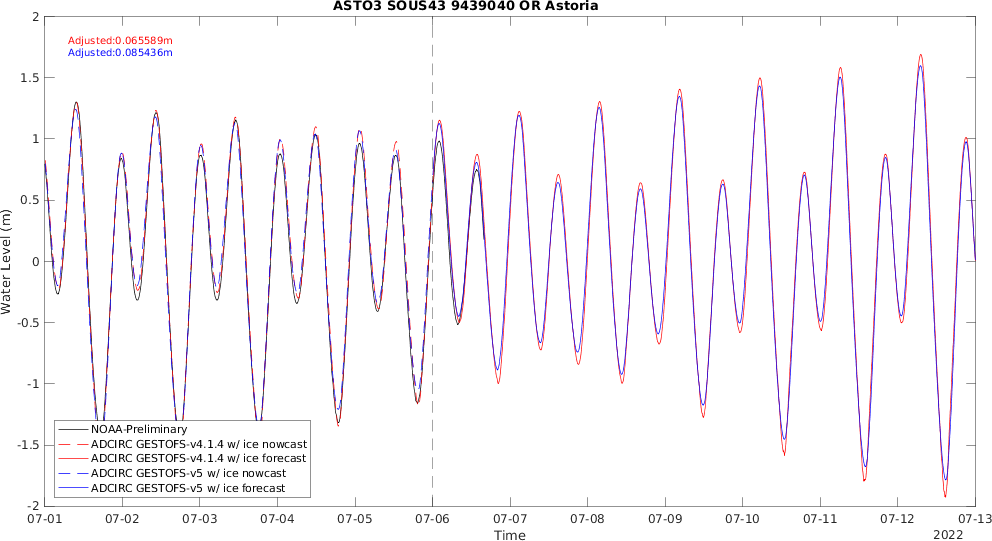 ASTO3 SOUS43 9439040 OR Astoria
Adjusted:0.065589m
Adjusted:0.085436m
2
1.5
1
0.5
0
-0.5
-1
-1.5
-2
Water Level (m)
NOAA-Preliminary
ADCIRC GESTOFS-v4.1.4 w/ ice nowcast
ADCIRC GESTOFS-v4.1.4 w/ ice forecast
ADCIRC GESTOFS-v5 w/ ice nowcast
ADCIRC GESTOFS-v5 w/ ice forecast
07-01 07-02 07-03 07-04 07-05 07-06 07-07 07-08 07-09 07-10 07-11 07-12 07-13
Time
2022